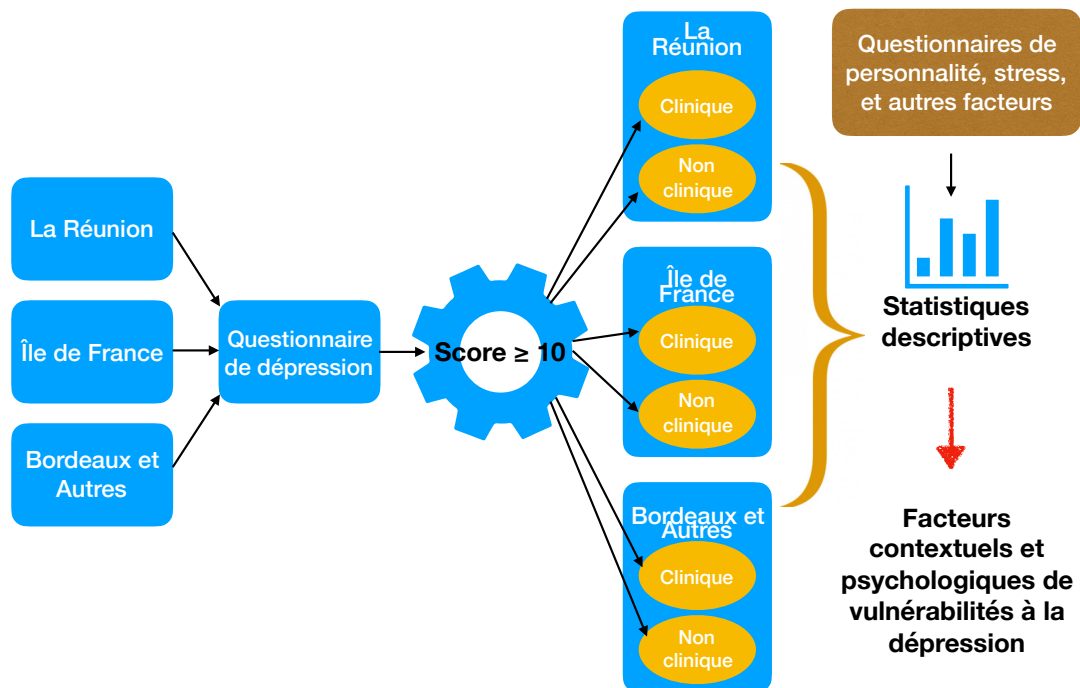 La Réunion
Île de France
Bordeaux et
Autres
Questionnaire
de dépression
Score ≥ 10
La
Réunion
Clinique
Non
clinique
Île de
France
Clinique
Non
clinique
Bordeaux et
Autres
Clinique
Non
clinique
Questionnaires de
personnalité, stress,
et autres facteurs
Statistiques
descriptives
Facteurs
contextuels et
psychologiques de
vulnérabilités à la
dépression